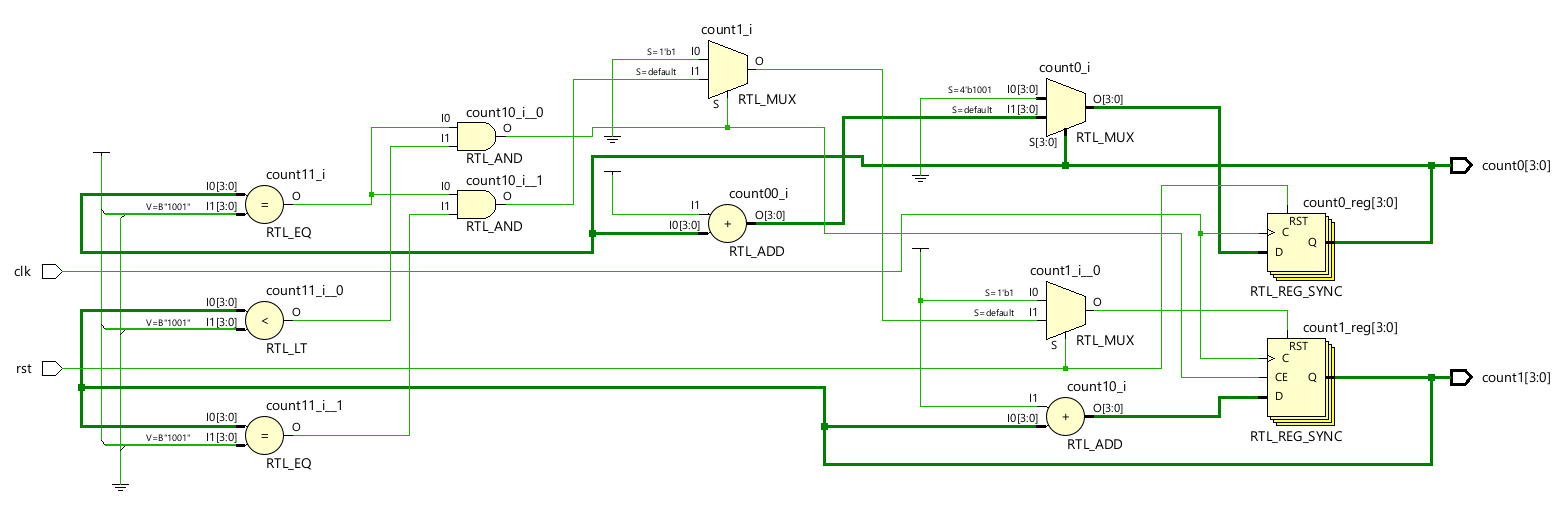 count1_i
S=1'b1 I0
S=default I1
O
S
RTL_MUX
count0_i
S=4'b1001 I0[3:0]
S=default I1[3:0]
O[3:0]
S[3:0]
RTL_MUX
count10_i__0
I0
I1
O
RTL_AND
count0[3:0]
count11_i
I0[3:0]
V=B"1001" I1[3:0]
O
=
RTL_EQ
count10_i__1
I0
I1
O
RTL_AND
count00_i
I1
I0[3:0]
O[3:0]
+
RTL_ADD
count0_reg[3:0]
RST
C
D
Q
RTL_REG_SYNC
clk
count11_i__0
I0[3:0]
V=B"1001" I1[3:0]
O
<
RTL_LT
count1_i__0
S=1'b1 I0
S=default I1
O
S
RTL_MUX
count1_reg[3:0]
RST
C
CE
D
Q
RTL_REG_SYNC
rst
count1[3:0]
count11_i__1
I0[3:0]
V=B"1001" I1[3:0]
O
=
RTL_EQ
count10_i
I1
I0[3:0]
O[3:0]
+
RTL_ADD